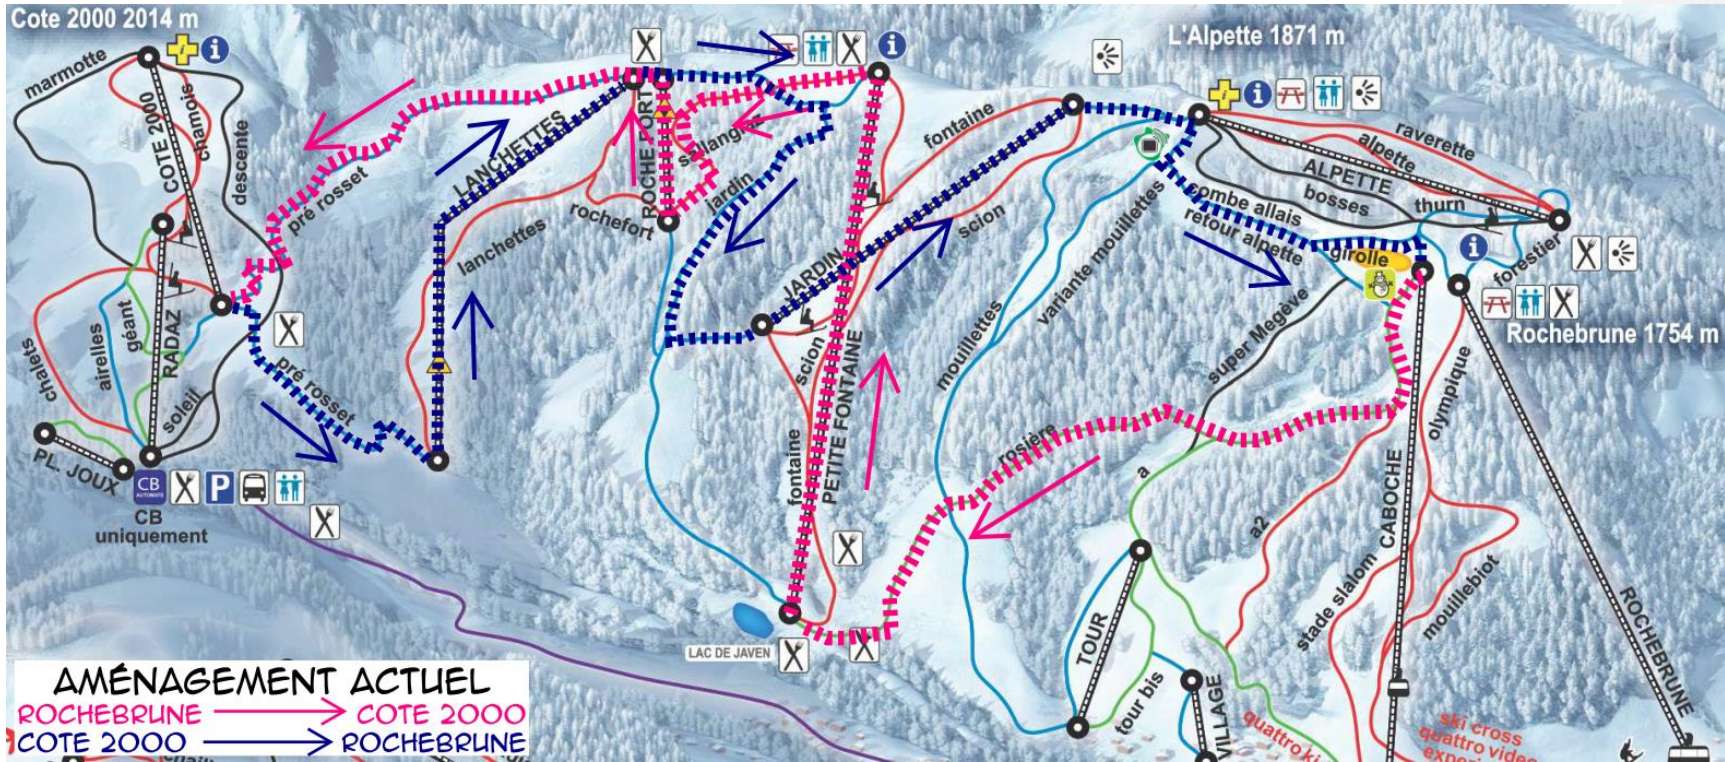 Cote 2000 2014 m
marmotte
COTE 2000
chamois
descente
RADAZ
géant
airelles
chalets
soleil
PL. JOUX
CB
AUTOMATE
P
CB
uniquement
pré rosset
pré rosset
LANCHETTES
lanchettes
ROCHEFORT
rochefort
sallanche
jardin
JARDIN
fontaine
scion
scion
fontaine
PETITE FONTAINE
LAC DE JAVEN
L'Alpette 1871 m
raverette
alpette
ALPETTE
bosses
thurn
forestier
combe allais
retour alpette
girolle
mouillettes
variante mouillettes
super Megève
Rochebrune 1754 m
olympique
rosière
a
a2
CABOCHE
stade slalom
mouillebiot
ROCHEBRUNE
TOUR
tour bis
VILLAGE
quattro ski
ski cross
quattro video
AMÉNAGEMENT ACTUEL
ROCHEBRUNE COTE 2000
COTE 2000 ROCHEBRUNE